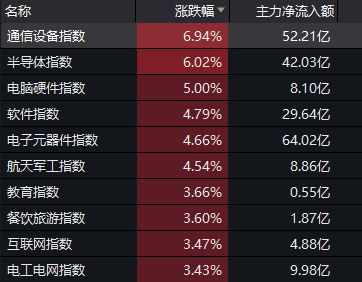 名称 涨跌幅 主力净流入额
通信设备指数 6.94% 52.21亿
半导体指数 6.02% 42.03亿
电脑硬件指数 5.00% 8.10亿
软件指数 4.79% 29.64亿
电子元器件指数 4.66% 64.02亿
航天军工指数 4.54% 8.86亿
教育指数 3.66% 0.55亿
餐饮旅游指数 3.60% 1.87亿
互联网指数 3.47% 4.88亿
电工电网指数 3.43% 9.98亿